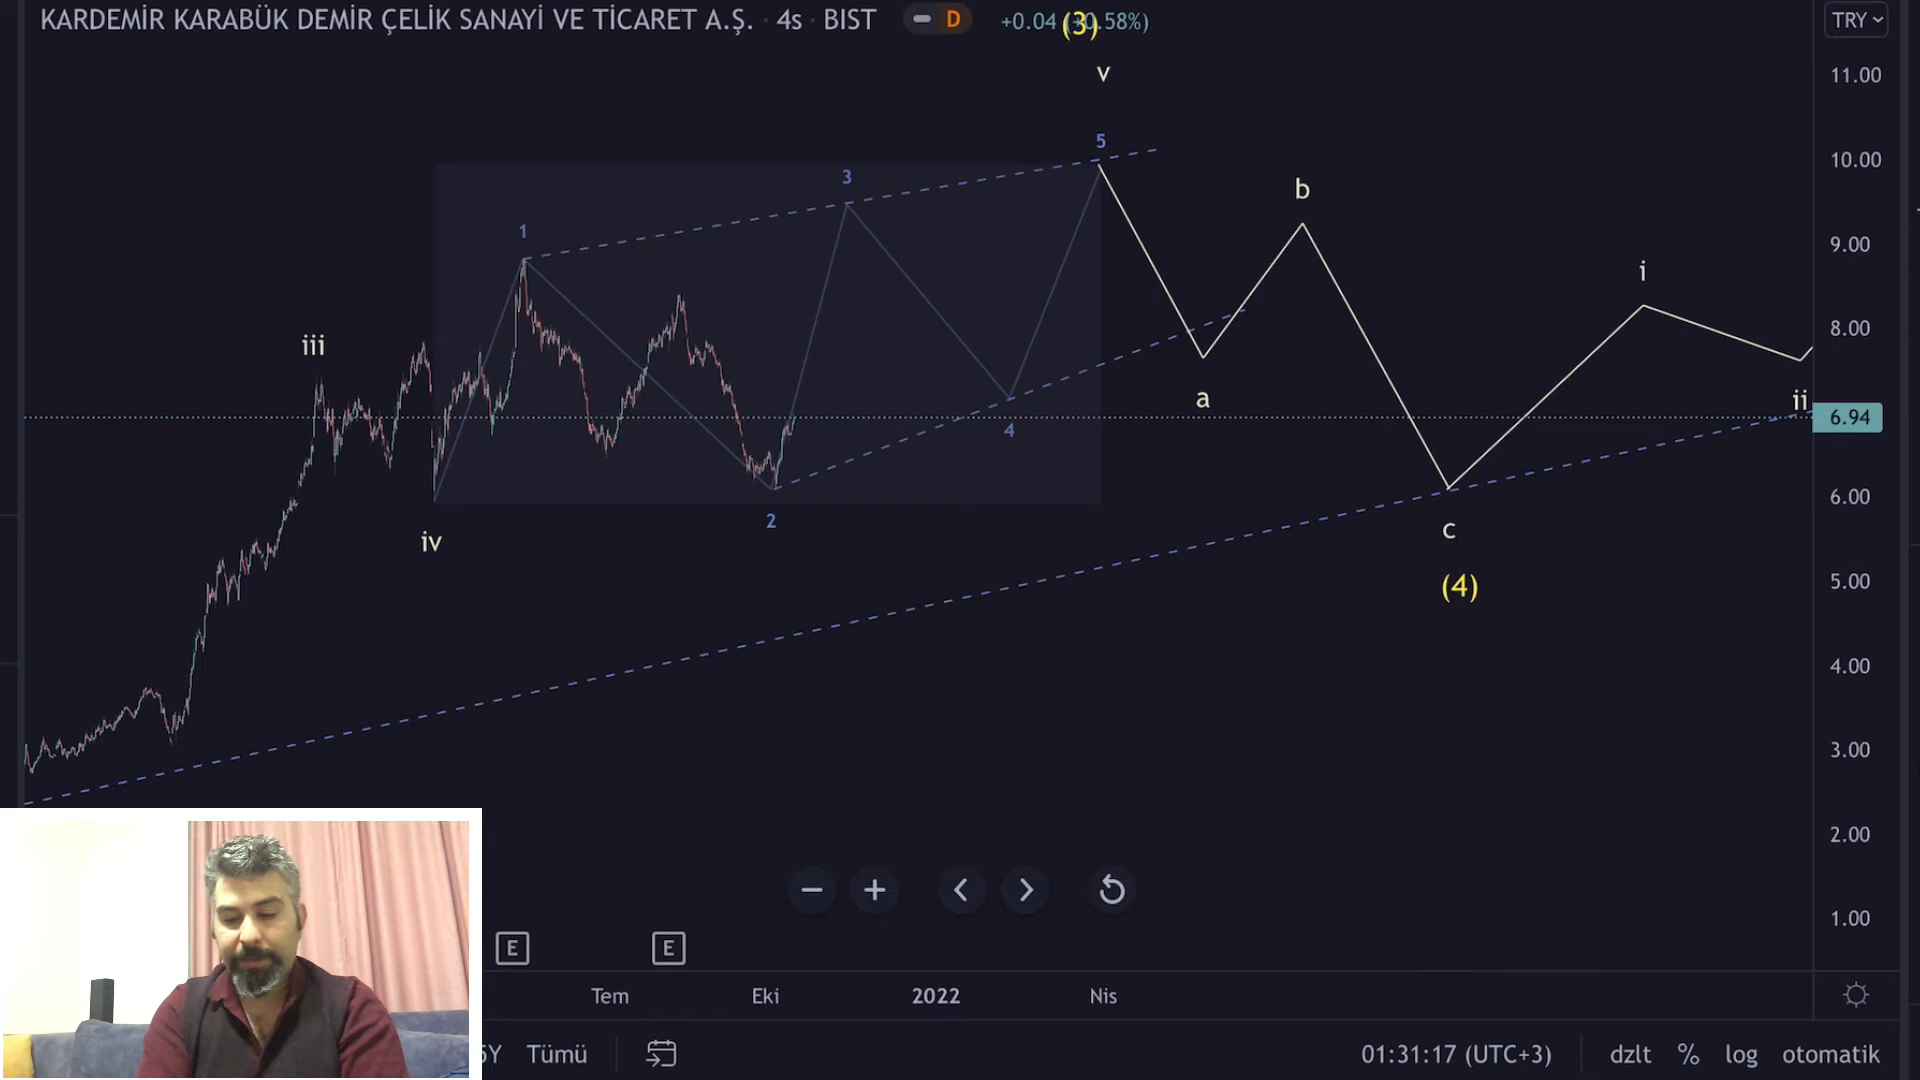 KARDEMİR KARABÜK DEMİR ÇELİK SANAYİ VE TİCARET A.Ş. · 4s · BIST D +0.04 (+0.58%) TRY
(3)
v
5
3
1
b
i
iii
a
ii
4
2
iv
c
(4)
11.00
10.00
9.00
8.00
6.94
6.00
5.00
4.00
3.00
2.00
1.00
E E
Tem Eki 2022 Nis
5Y Tümü 01:31:17 (UTC+3) dzlt % log otomatik